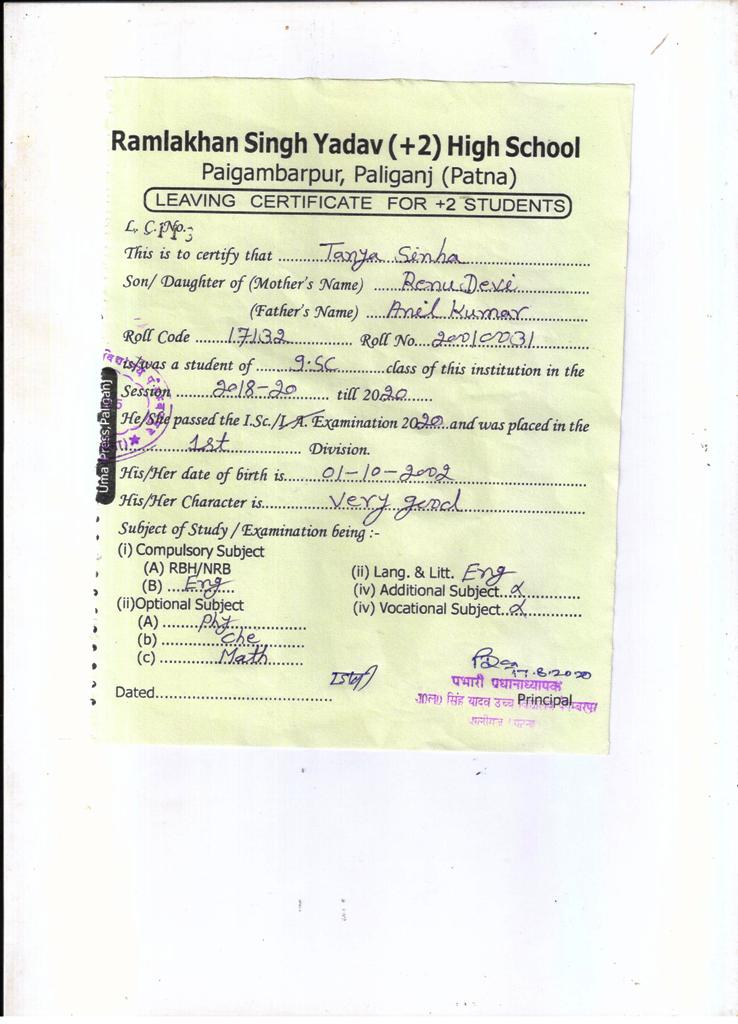 Ramlakhan Singh Yadav (+2) High School
Paigambarpur, Paliganj (Patna)
LEAVING CERTIFICATE FOR +2 STUDENTS
L. C. No. 113
This is to certify that ..........Tanya Sinha..........
Son/ Daughter of (Mother's Name) ......Renu Devi..........
(Father's Name) ....Anil Kumar..........
Roll Code .......17132............... Roll No....20010031
is/was a student of ..........I.SC..........class of this institution in the
Session ............2018-20........ till 2020......
He/She passed the I.Sc./I.A. Examination 2020..and was placed in the
..........1st.................. Division.
His/Her date of birth is.......01-10-2002..........
His/Her Character is............very good..........
Subject of Study / Examination being :-
(i) Compulsory Subject
(A) RBH/NRB (ii) Lang. & Litt. Eng
(B) ....Eng..... (iv) Additional Subject..α..........
(ii)Optional Subject (iv) Vocational Subject..α..........
(A) ........Phy..........
(b) ..........Che..........
(c) ..........Math..........
17.6.2020
प्रभारी प्रधानाध्यापक
Dated.................................... Principal
सिंह यादव उच्च
Uma Press,Paliganj